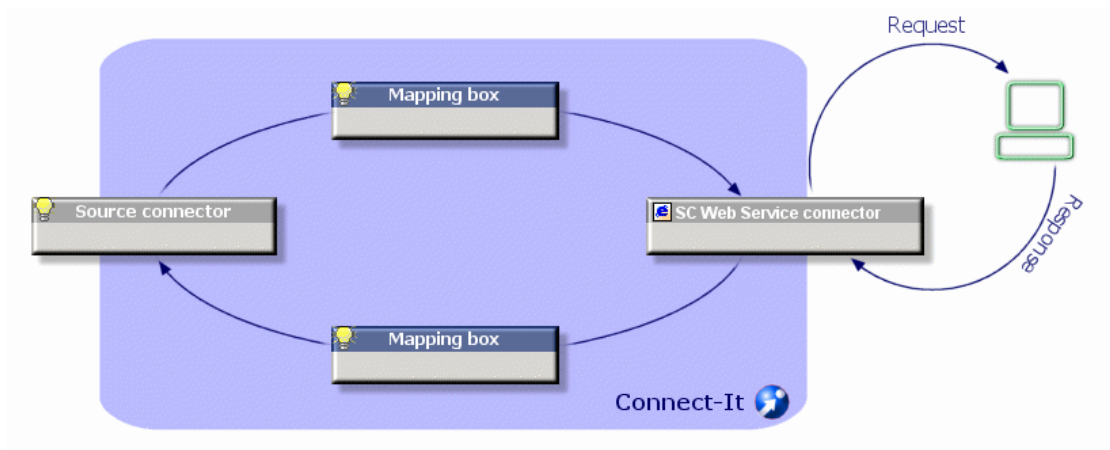 Request
Mapping box
Source connector
SC Web Service connector
Response
Mapping box
Connect-It